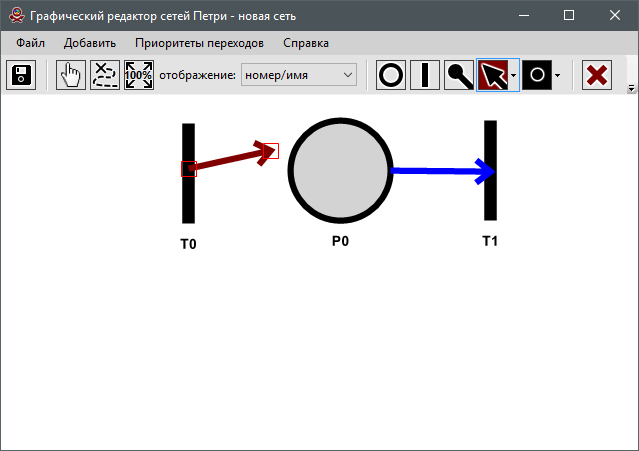 Графический редактор сетей Петри - новая сеть
Файл Добавить Приоритеты переходов Справка
100% отображение: номер/имя
T0 P0 T1